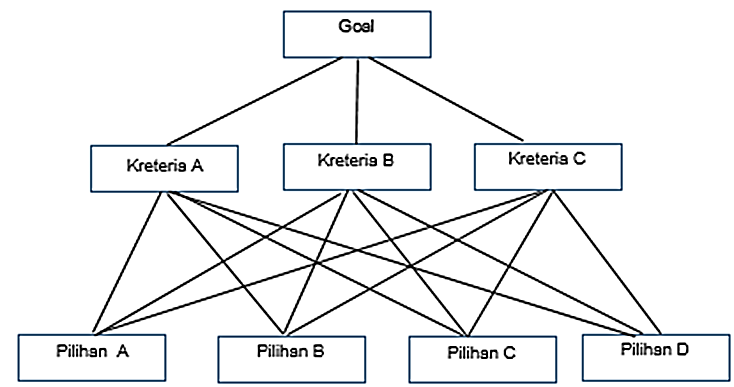 Goal
Kreteria A
Kreteria B
Kreteria C
Pilihan A
Pilihan B
Pilihan C
Pilihan D